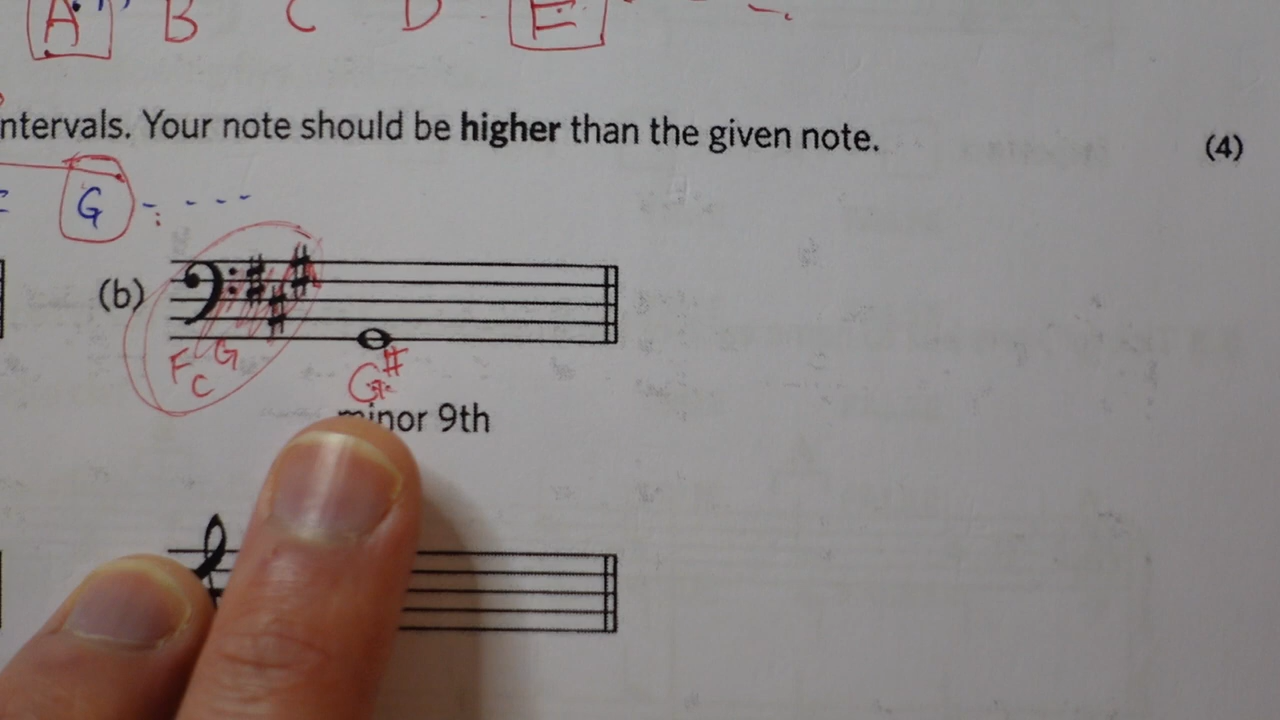 A B C D E
ntervals. Your note should be higher than the given note. (4)
G - - - -
(b)
F C G G#
minor 9th